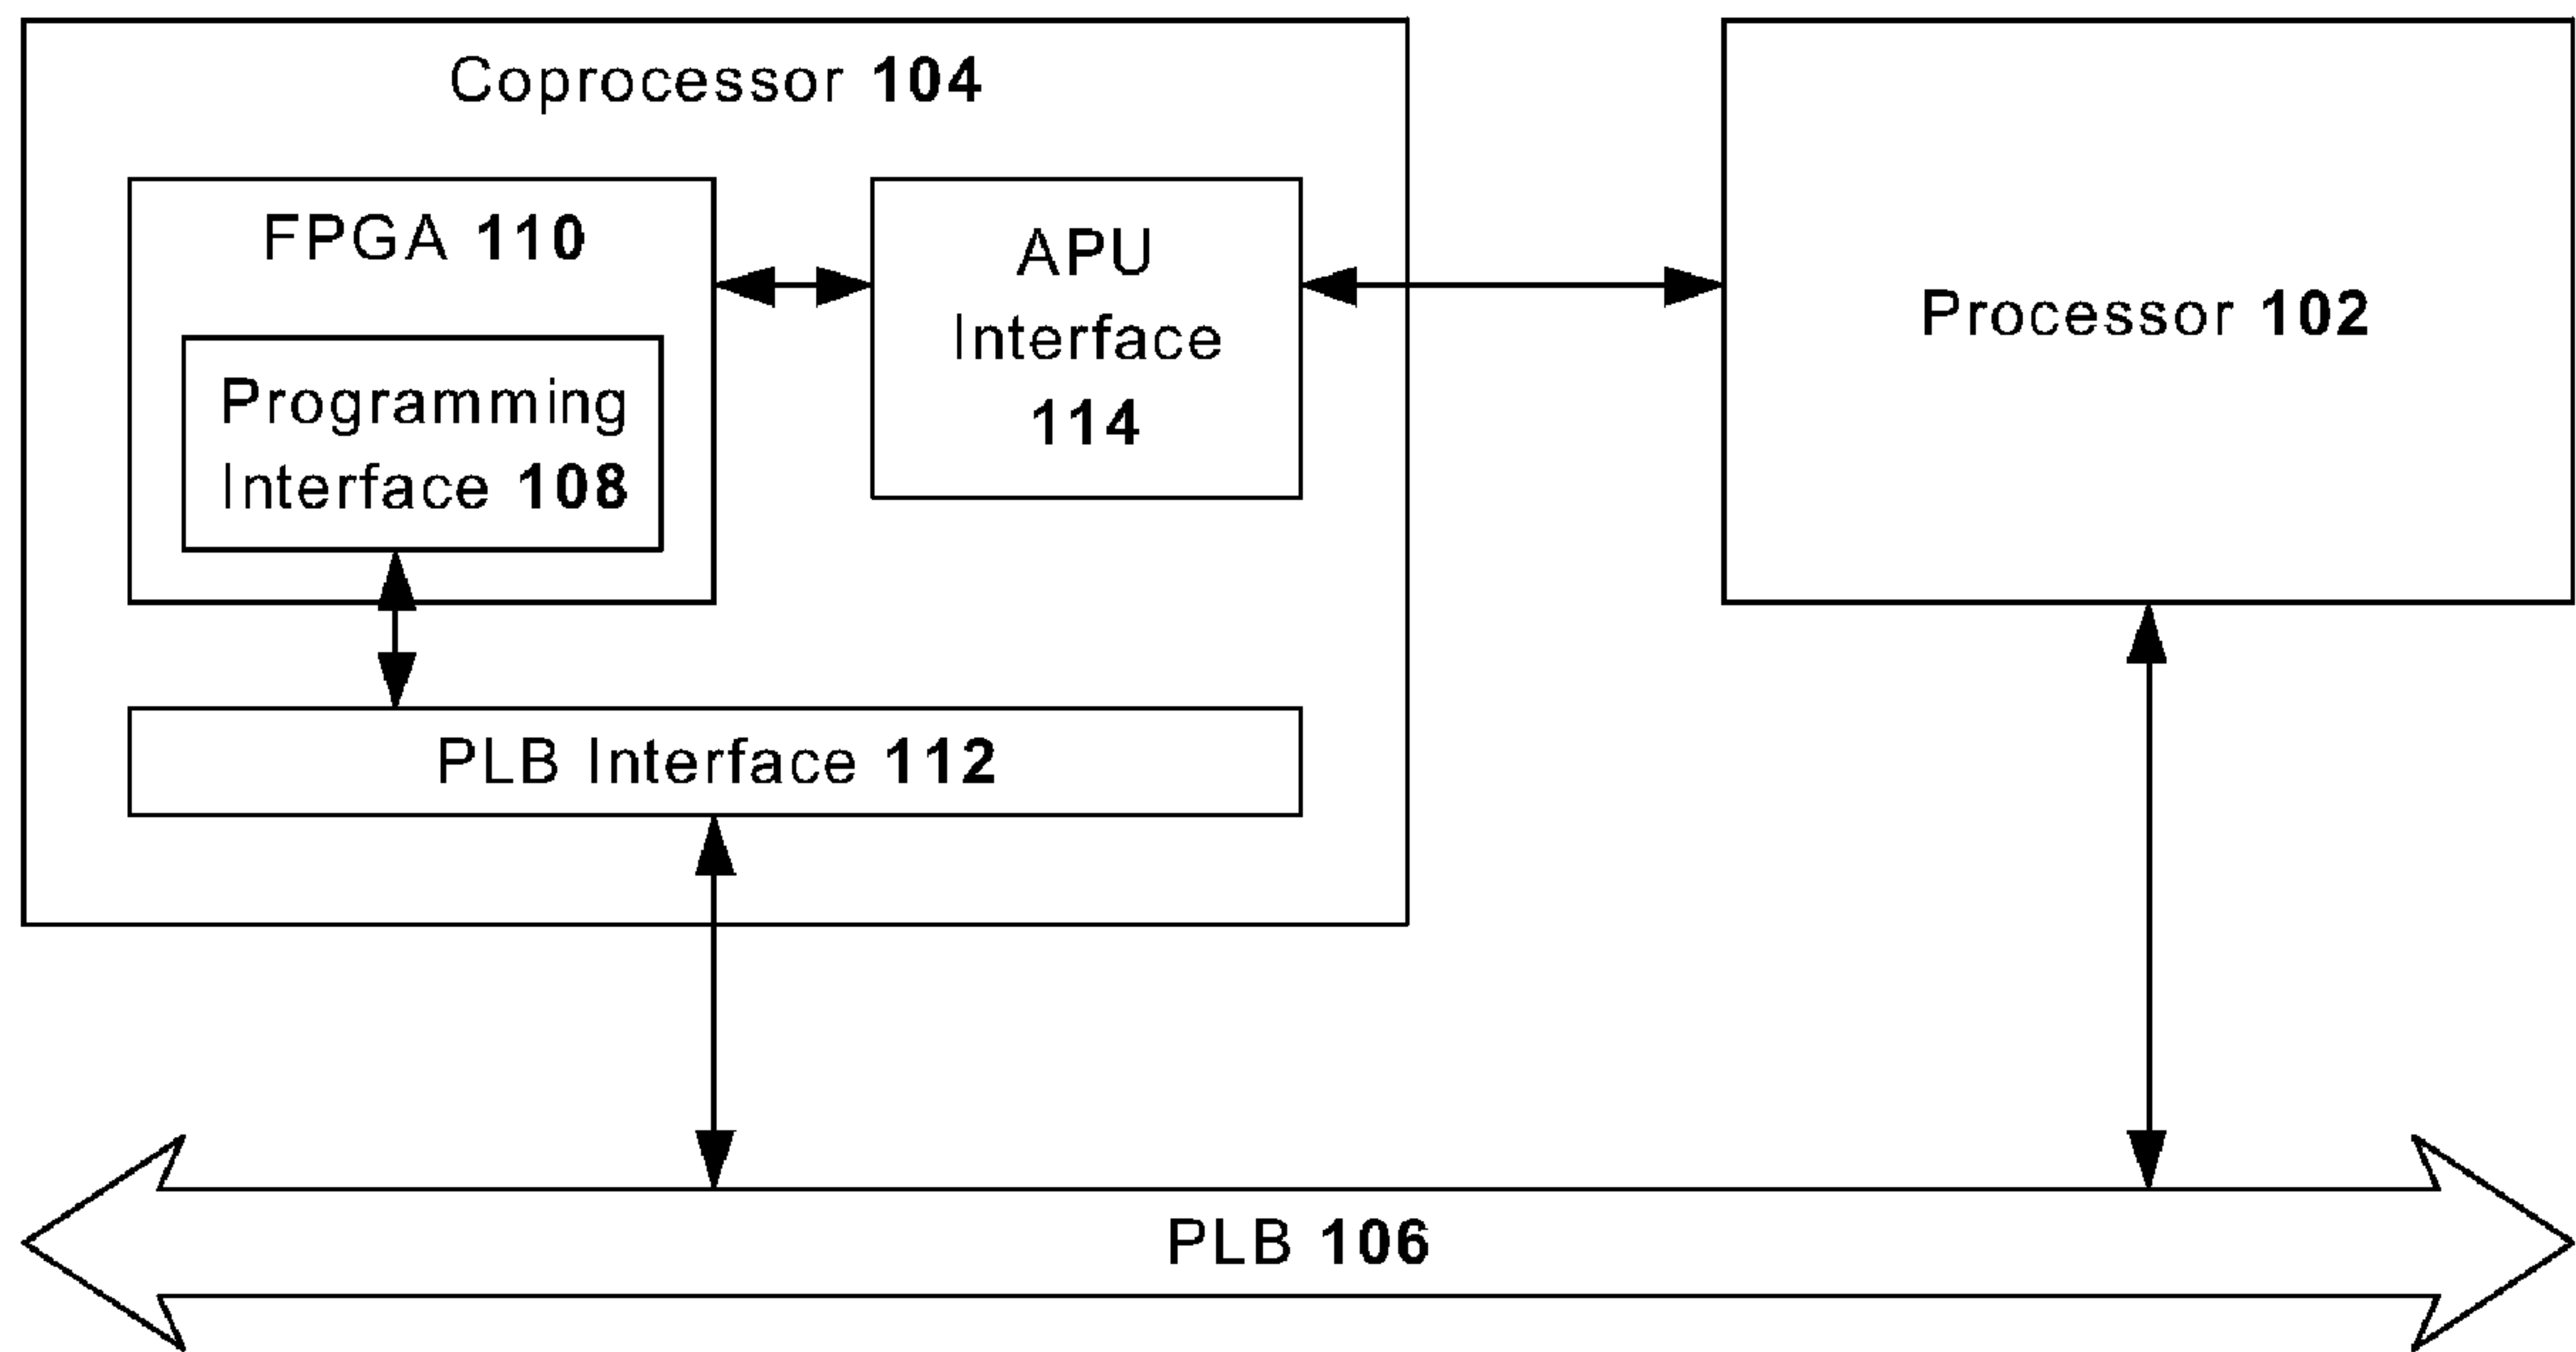 Coprocessor 104
FPGA 110
Programming
Interface 108
APU
Interface
114
Processor 102
PLB Interface 112
PLB 106